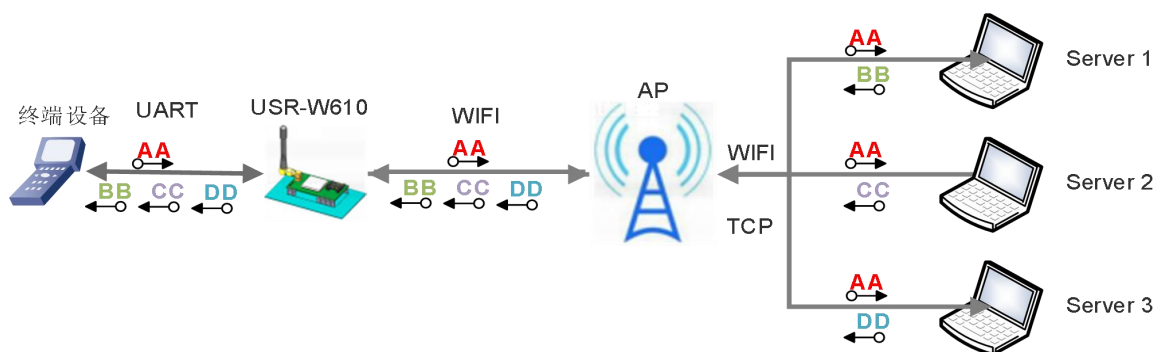 终端设备
UART
AA
BB CC DD
USR-W610
WIFI
AA
BB CC DD
AP
WIFI
TCP
AA
BB
Server 1
AA
CC
Server 2
AA
DD
Server 3